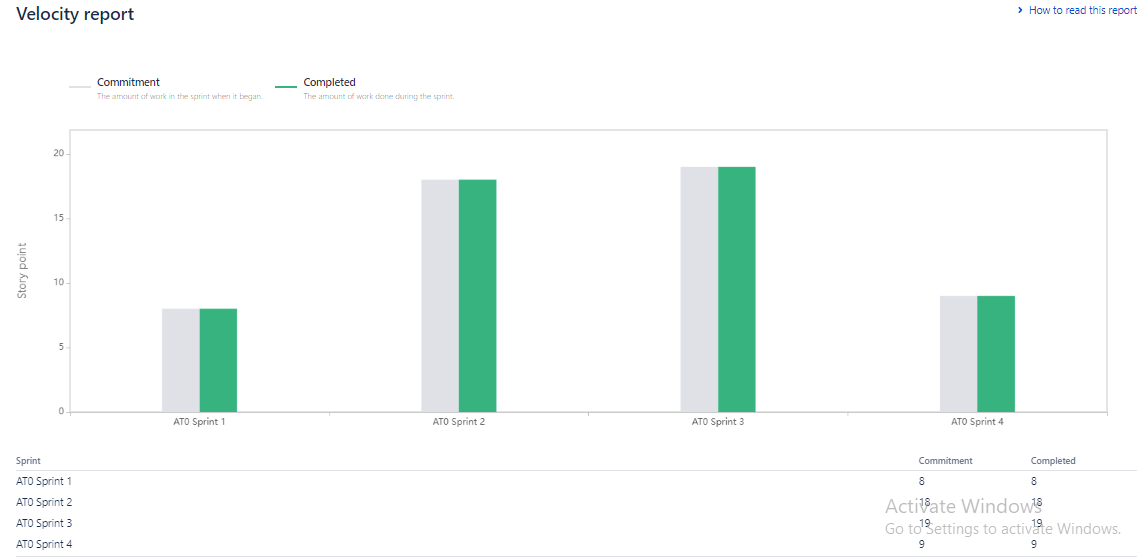 Velocity report
How to read this report
Commitment
The amount of work in the sprint when it began.
Completed
The amount of work done during the sprint.
20
15
10
5
0
Story point
AT0 Sprint 1
AT0 Sprint 2
AT0 Sprint 3
AT0 Sprint 4
Sprint Commitment Completed
AT0 Sprint 1 8 8
AT0 Sprint 2 18 18
AT0 Sprint 3 19 19
AT0 Sprint 4 9 9
Activate Windows
Go to Settings to activate Windows.